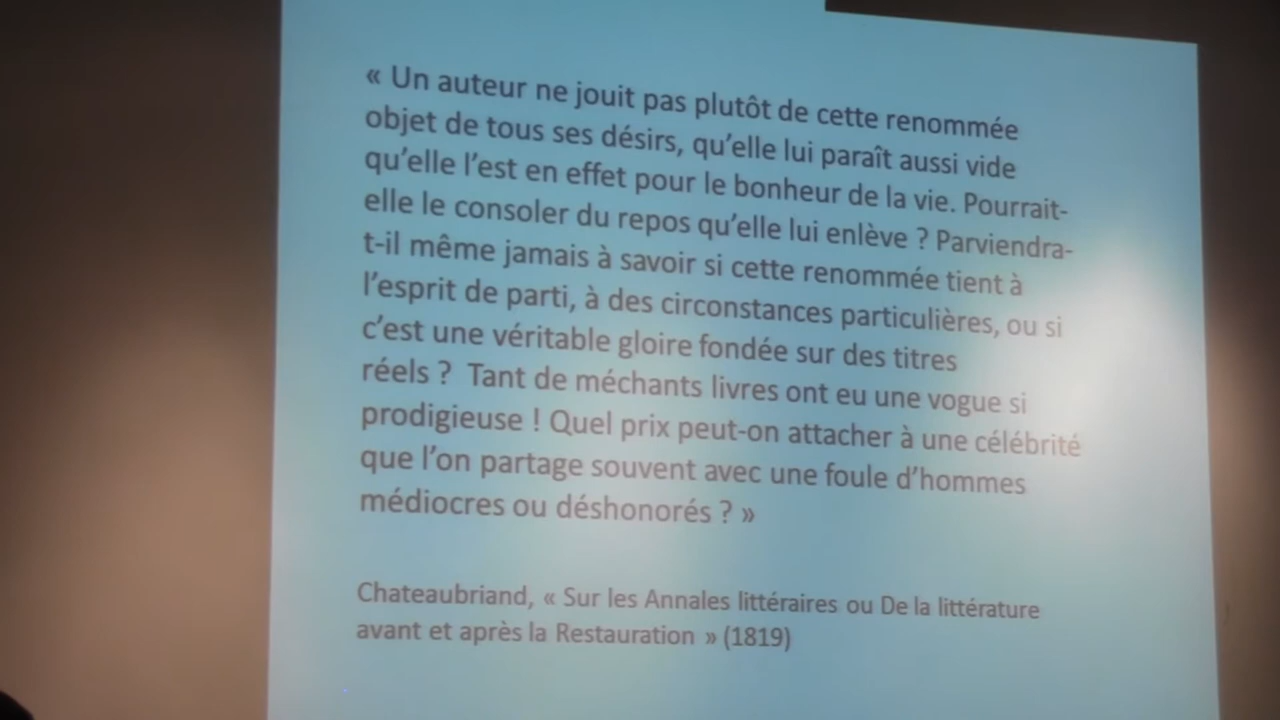 « Un auteur ne jouit pas plutôt de cette renommée
objet de tous ses désirs, qu’elle lui paraît aussi vide
qu’elle l’est en effet pour le bonheur de la vie. Pourrait-
elle le consoler du repos qu’elle lui enlève ? Parviendra-
t-il même jamais à savoir si cette renommée tient à
l’esprit de parti, à des circonstances particulières, ou si
c’est une véritable gloire fondée sur des titres
réels ?  Tant de méchants livres ont eu une vogue si
prodigieuse ! Quel prix peut-on attacher à une célébrité
que l’on partage souvent avec une foule d’hommes
médiocres ou déshonorés ? »
Chateaubriand, « Sur les Annales littéraires ou De la littérature
avant et après la Restauration » (1819)